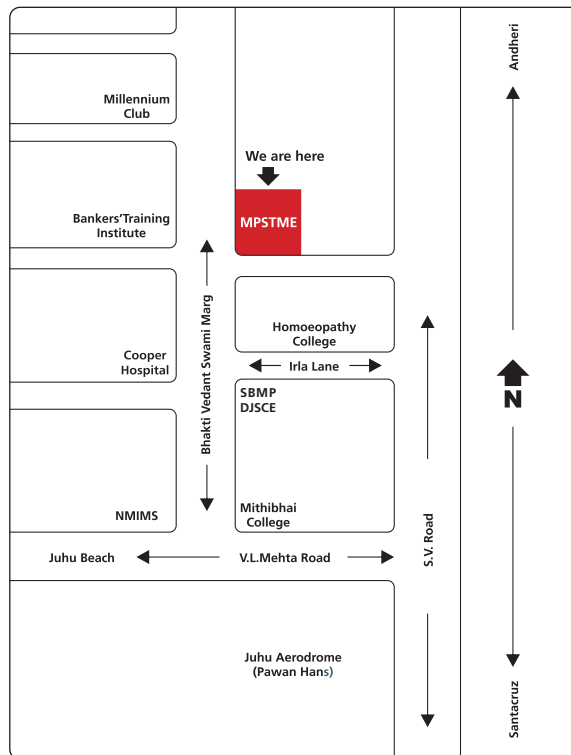 Andheri
Millennium
Club
We are here
MPSTME
Bankers'Training
Institute
Bhakti Vedant Swami Marg
Homoeopathy
College
Cooper
Hospital
Irla Lane
N
SBMP
DJSCE
NMIMS
Mithibhai
College
S.V. Road
Juhu Beach
V.L.Mehta Road
Juhu Aerodrome
(Pawan Hans)
Santacruz